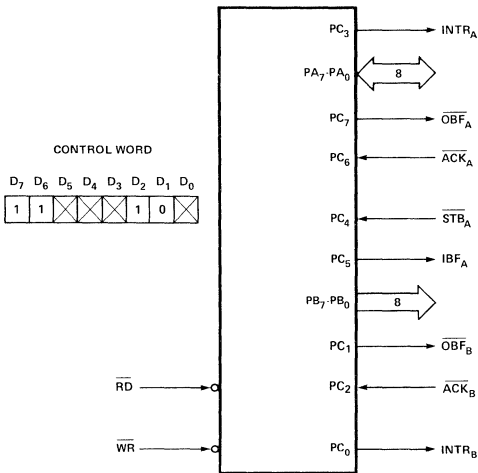 PC3 INTRA
PA7-PA0 8
PC7 OBFA
CONTROL WORD
PC6 ACKA
D7 D6 D5 D4 D3 D2 D1 D0
1 1 1 0
PC4 STBA
PC5 IBFA
PB7-PB0 8
PC1 OBFB
RD PC2 ACKB
WR PC0 INTRB